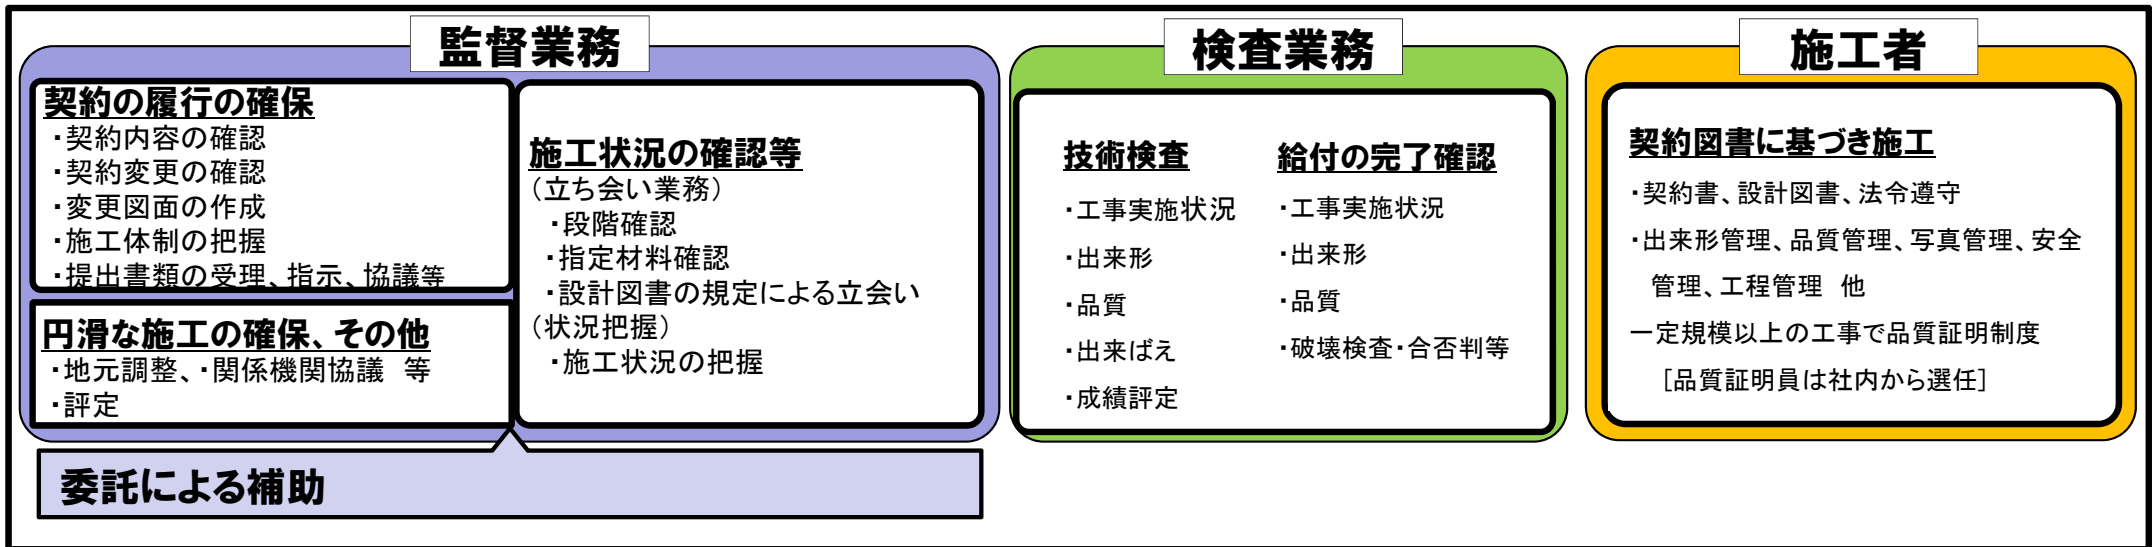 監督業務
契約の履行の確保
・契約内容の確認
・契約変更の確認
・変更図面の作成
・施工体制の把握
・提出書類の受理、指示、協議等
円滑な施工の確保、その他
・地元調整、・関係機関協議　等
・評定
施工状況の確認等
（立ち会い業務）
・段階確認
・指定材料確認
・設計図書の規定による立会い
（状況把握）
・施工状況の把握
委託による補助
検査業務
技術検査
・工事実施状況
・出来形
・品質
・出来ばえ
・成績評定
給付の完了確認
・工事実施状況
・出来形
・品質
・破壊検査・合否判等
施工者
契約図書に基づき施工
・契約書、設計図書、法令遵守
・出来形管理、品質管理、写真管理、安全
管理、工程管理　他
一定規模以上の工事で品質証明制度
［品質証明員は社内から選任］